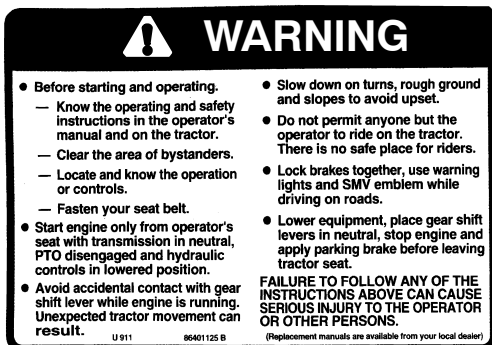 WARNING
● Before starting and operating.
— Know the operating and safety
instructions in the operator's
manual and on the tractor.
— Clear the area of bystanders.
— Locate and know the operation
or controls.
— Fasten your seat belt.
● Start engine only from operator's
seat with transmission in neutral,
PTO disengaged and hydraulic
controls in lowered position.
● Avoid accidental contact with gear
shift lever while engine is running.
Unexpected tractor movement can
result.
U 911 86401125 B
● Slow down on turns, rough ground
and slopes to avoid upset.
● Do not permit anyone but the
operator to ride on the tractor.
There is no safe place for riders.
● Lock brakes together, use warning
lights and SMV emblem while
driving on roads.
● Lower equipment, place gear shift
levers in neutral, stop engine and
apply parking brake before leaving
tractor seat.
FAILURE TO FOLLOW ANY OF THE
INSTRUCTIONS ABOVE CAN CAUSE
SERIOUS INJURY TO THE OPERATOR
OR OTHER PERSONS.
(Replacement manuals are available from your local dealer)